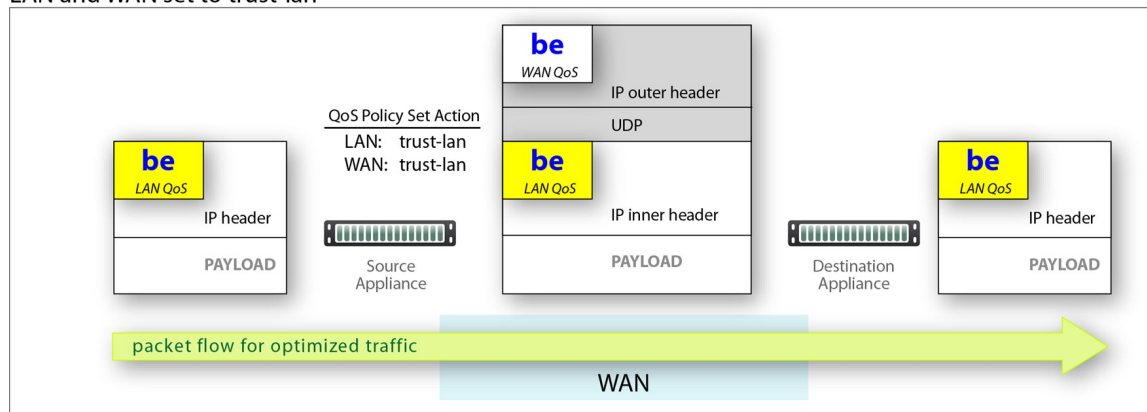 LAN and WAN set to trust-lan
be
WAN QoS
IP outer header
QoS Policy Set Action
LAN: trust-lan
WAN: trust-lan
UDP
be
LAN QoS
be
LAN QoS
be
LAN QoS
IP header
IP inner header
IP header
PAYLOAD
Source
Appliance
PAYLOAD
Destination
Appliance
PAYLOAD
packet flow for optimized traffic
WAN